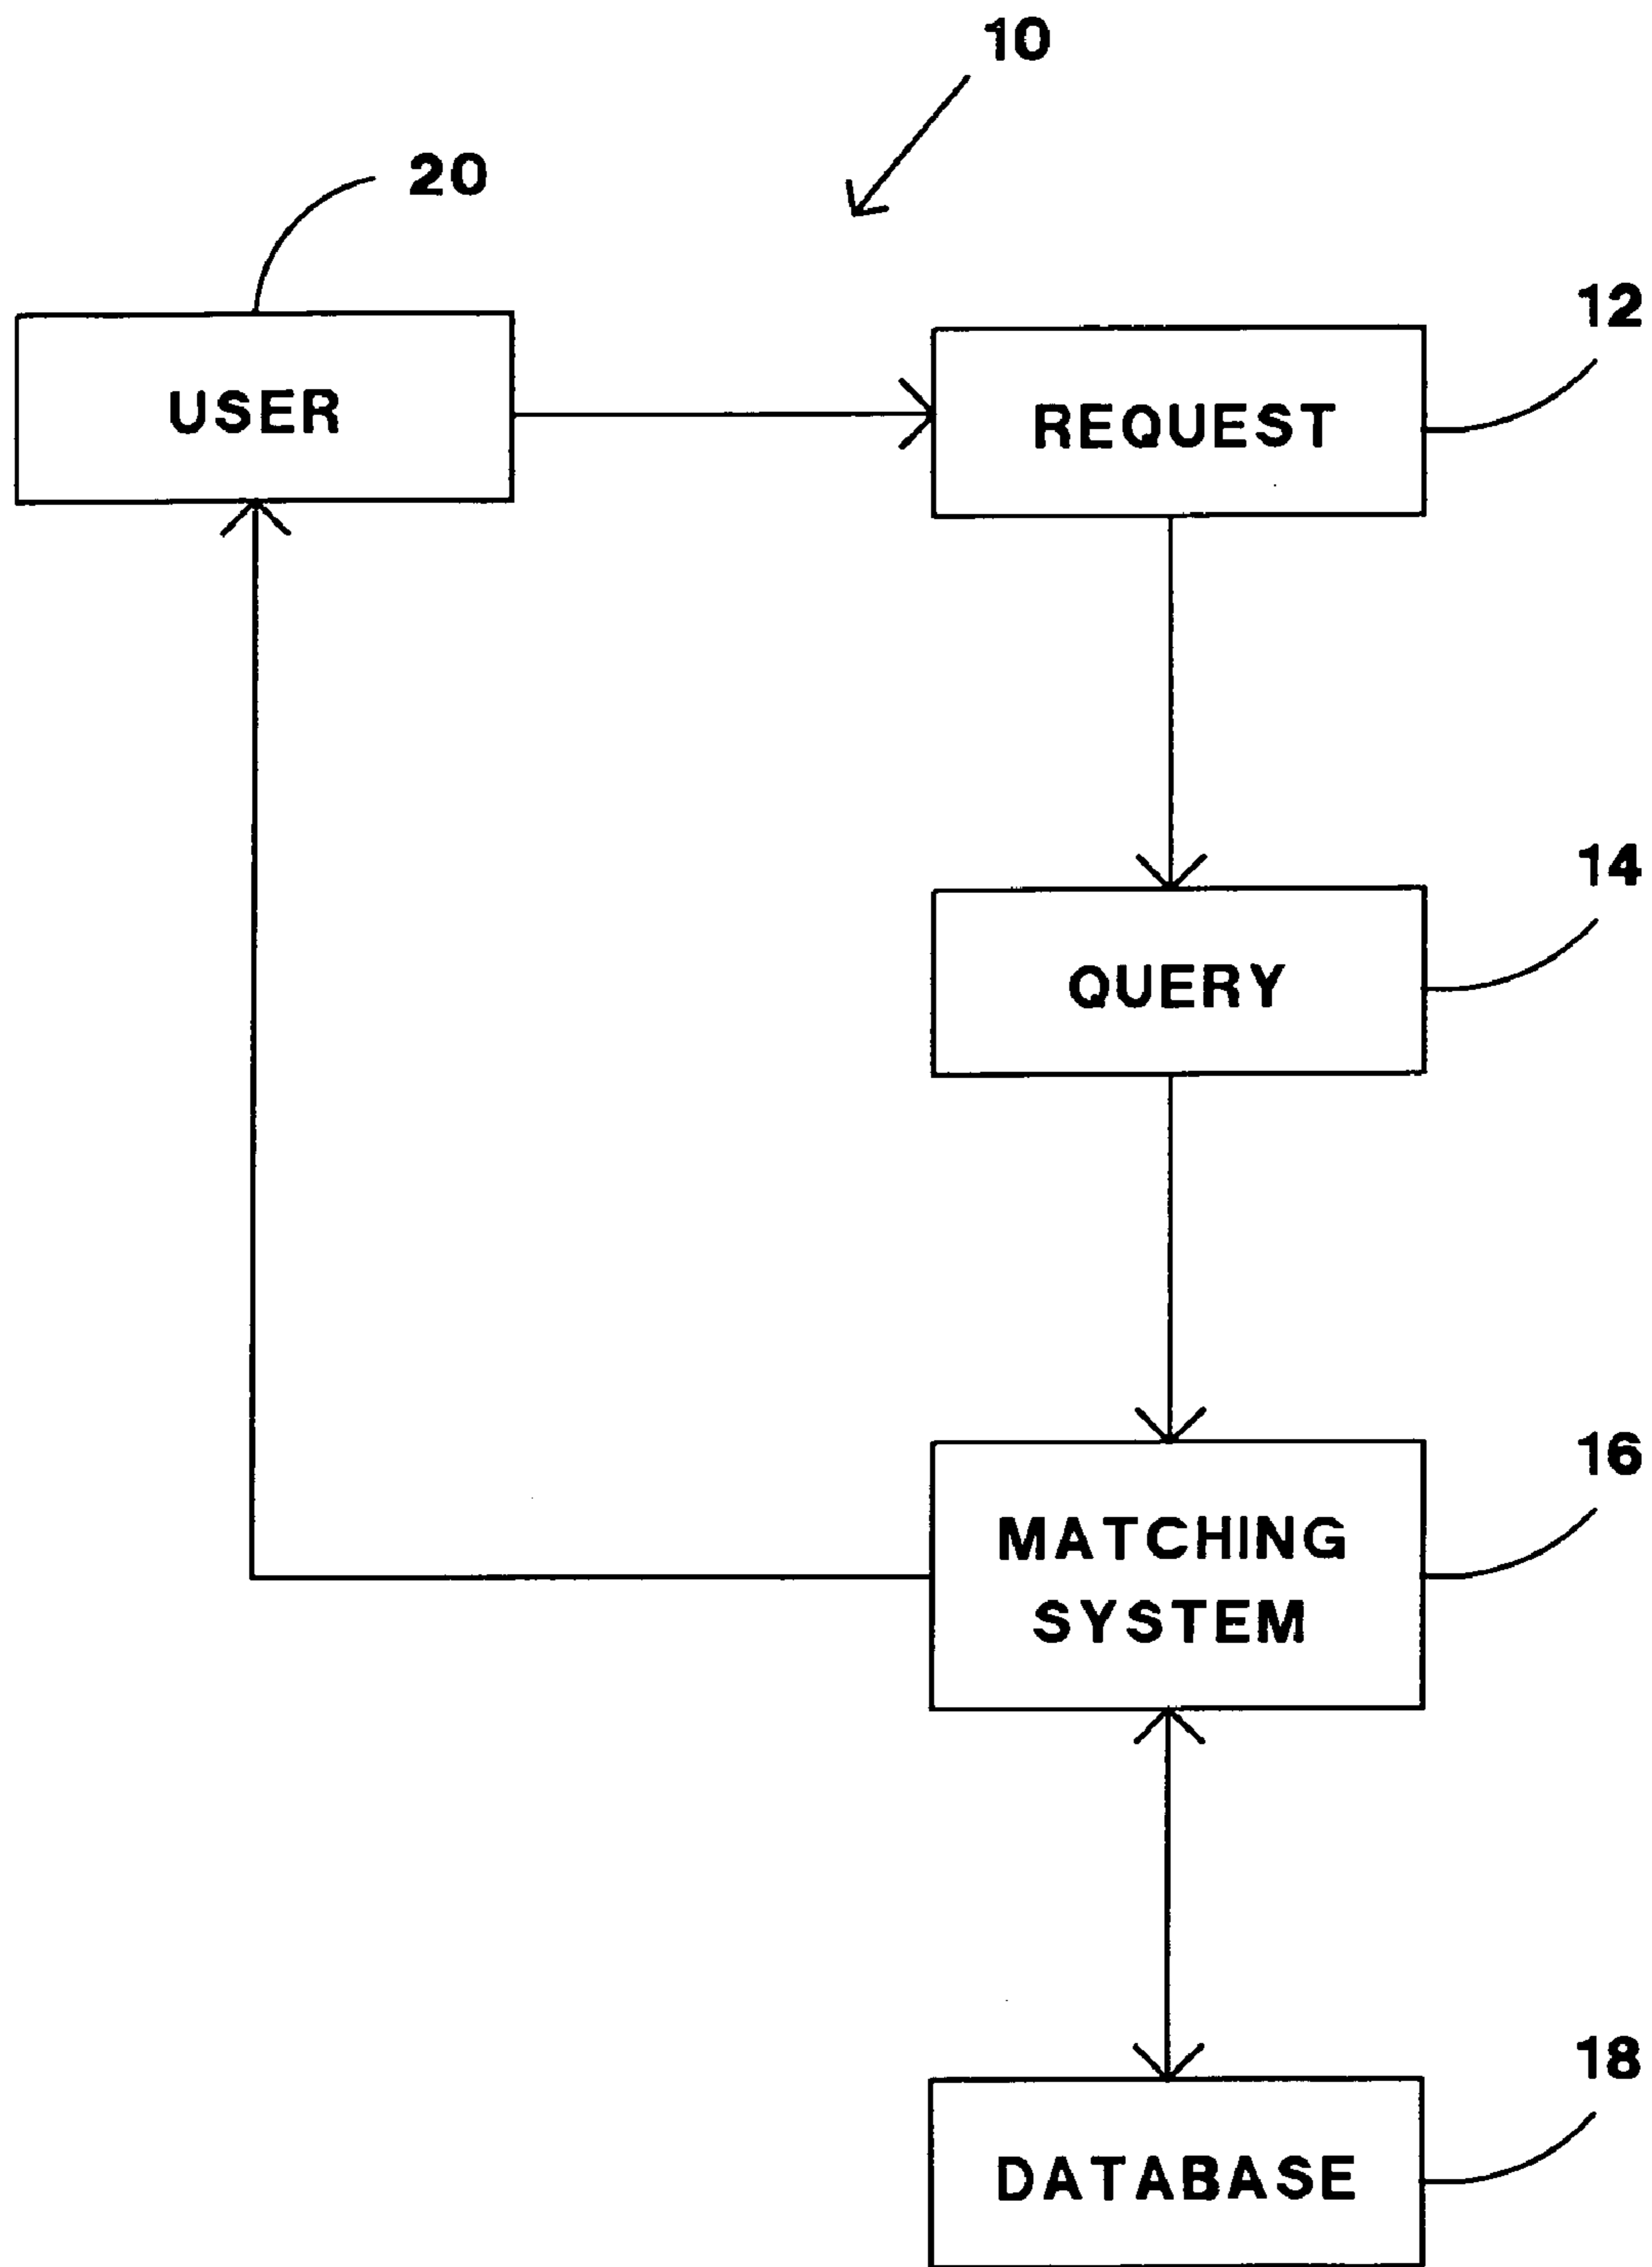 10
20
12
USER
REQUEST
14
QUERY
16
MATCHING
SYSTEM
18
DATABASE